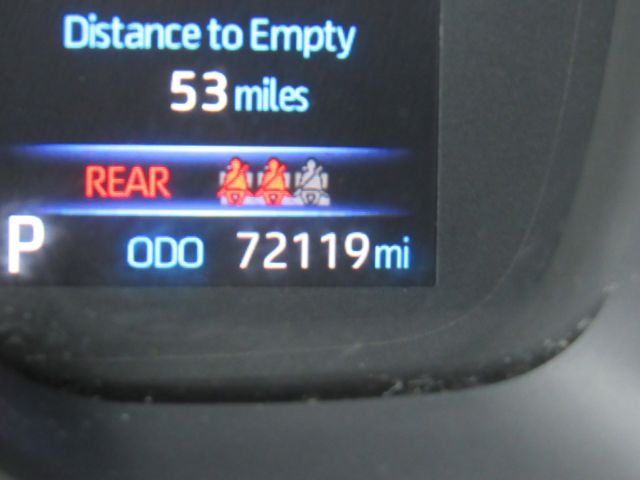 Distance to Empty
53 miles
REAR
P ODO 72119 mi